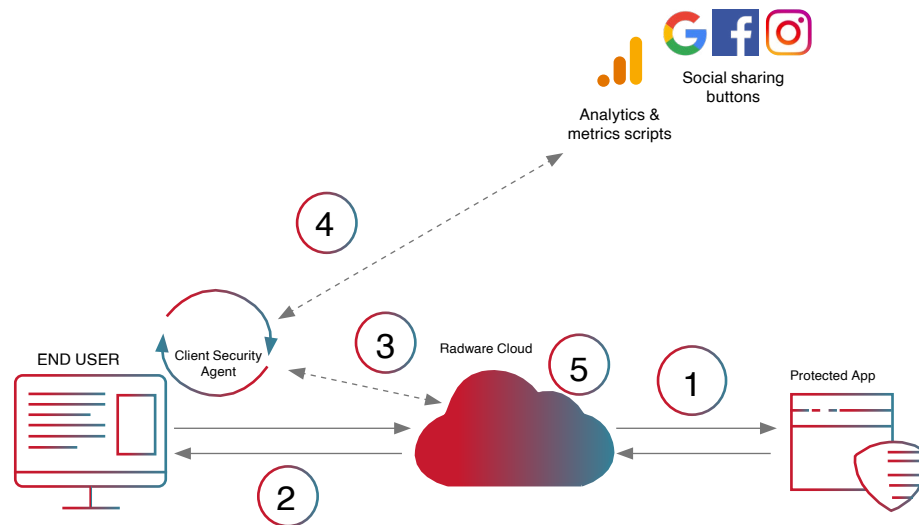 Social sharing
buttons
Analytics &
metrics scripts
4
END USER
Client Security
Agent
3
Radware Cloud
5
1
Protected App
2